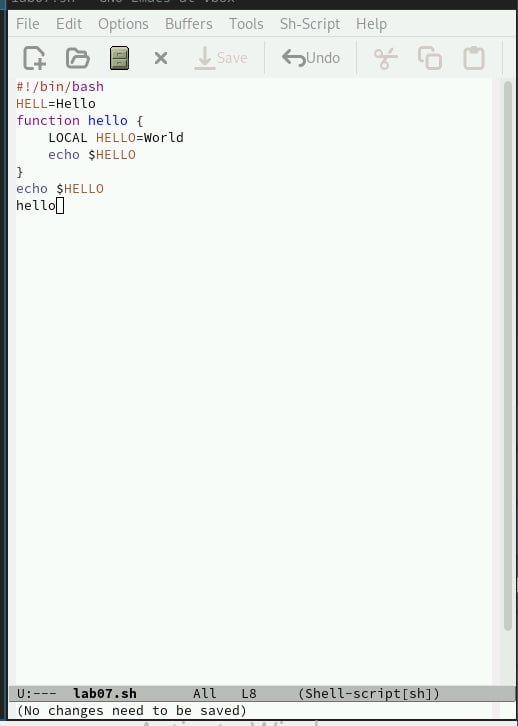 File Edit Options Buffers Tools Sh-Script Help
Save Undo
#!/bin/bash
HELL=Hello
function hello {
    LOCAL HELLO=World
    echo $HELLO
}
echo $HELLO
hello
U:--- lab07.sh All L8 (Shell-script[sh])
(No changes need to be saved)